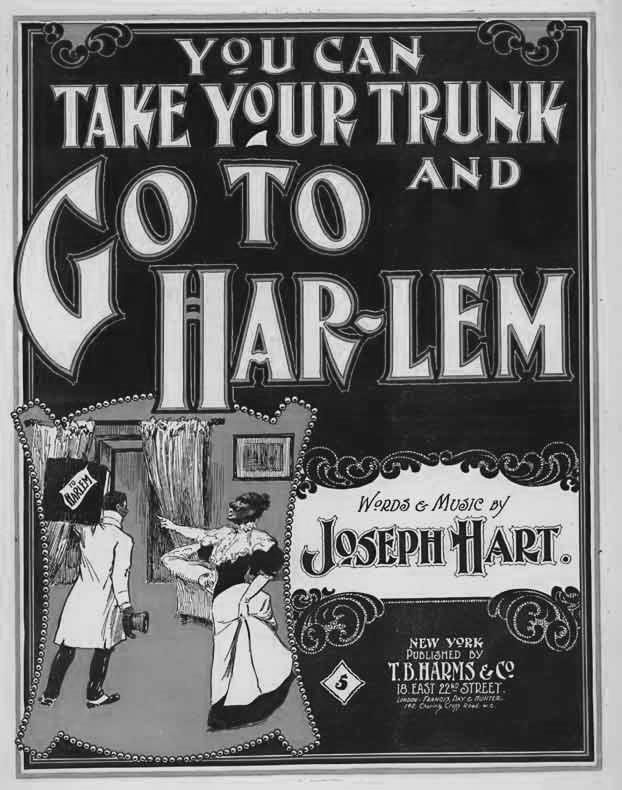 YOU CAN
TAKE YOUR TRUNK
AND
GO TO
HAR-LEM
TO
HARLEM
WORDS & MUSIC BY
JOSEPH HART.
NEW YORK
PUBLISHED BY
T. B. HARMS & CO
18. EAST 22ND STREET.
LONDON-FRANCIS, DAY & HUNTER.
142 Charing Cross Road. W.C.
5